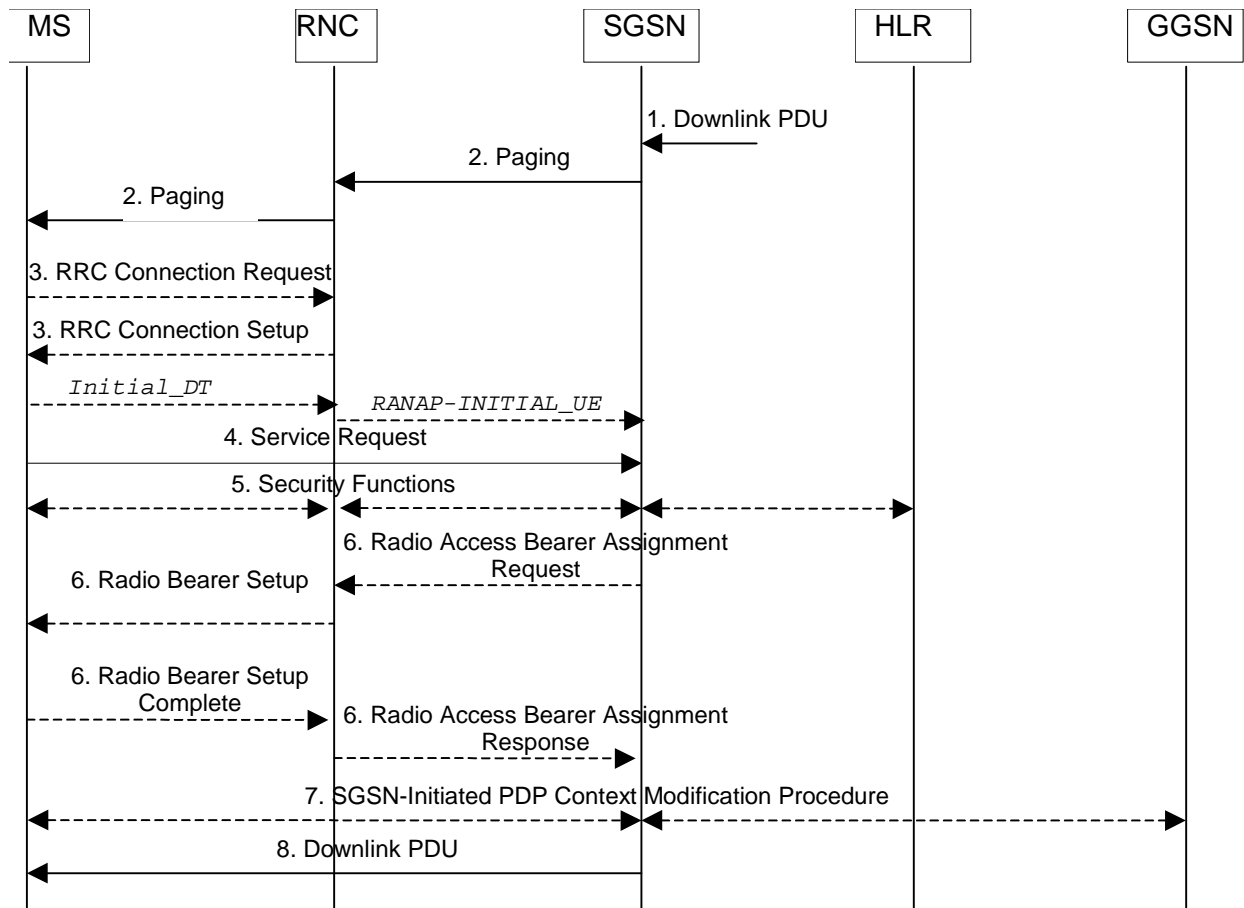 MS
RNC
SGSN
HLR
GGSN
1. Downlink PDU
2. Paging
2. Paging
3. RRC Connection Request
3. RRC Connection Setup
Initial_DT
RANAP-INITIAL_UE
4. Service Request
5. Security Functions
6. Radio Access Bearer Assignment
Request
6. Radio Bearer Setup
6. Radio Bearer Setup
Complete
6. Radio Access Bearer Assignment
Response
7. SGSN-Initiated PDP Context Modification Procedure
8. Downlink PDU